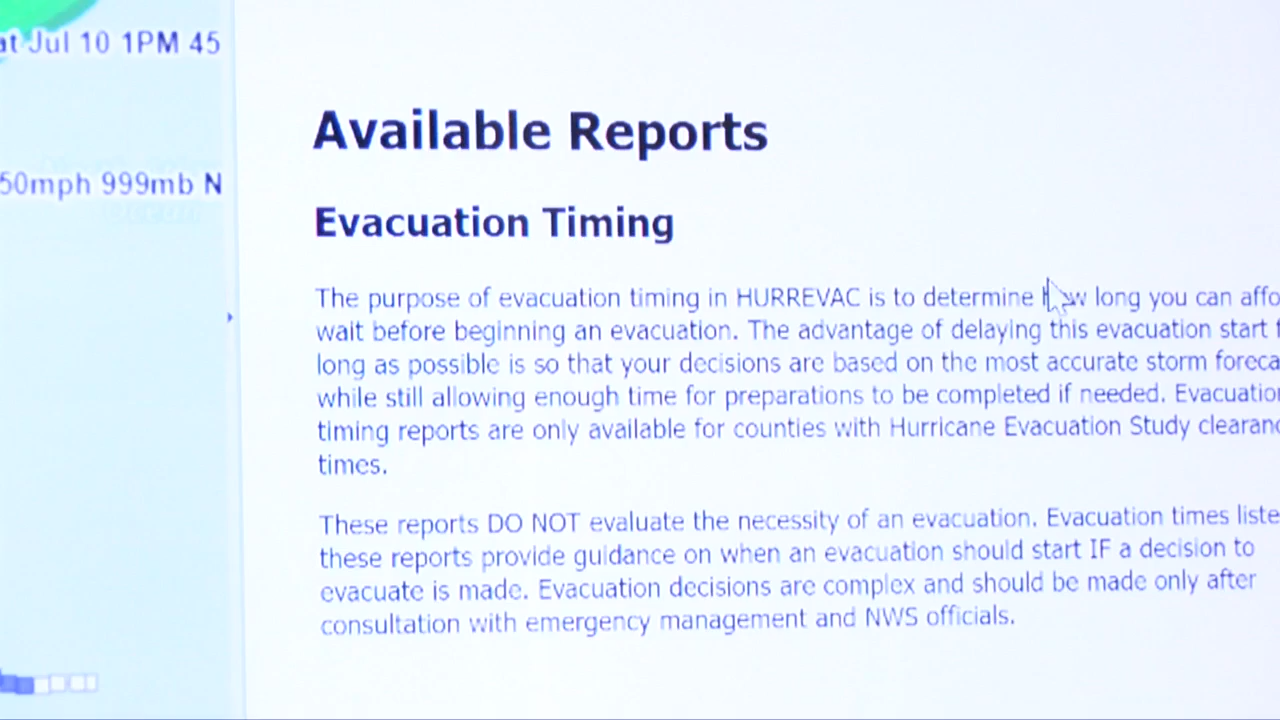 at Jul 10 1PM 45
50mph 999mb N
Available Reports
Evacuation Timing
The purpose of evacuation timing in HURREVAC is to determine how long you can affo
wait before beginning an evacuation. The advantage of delaying this evacuation start f
long as possible is so that your decisions are based on the most accurate storm foreca
while still allowing enough time for preparations to be completed if needed. Evacuation
timing reports are only available for counties with Hurricane Evacuation Study clearanc
times.
These reports DO NOT evaluate the necessity of an evacuation. Evacuation times liste
these reports provide guidance on when an evacuation should start IF a decision to
evacuate is made. Evacuation decisions are complex and should be made only after
consultation with emergency management and NWS officials.